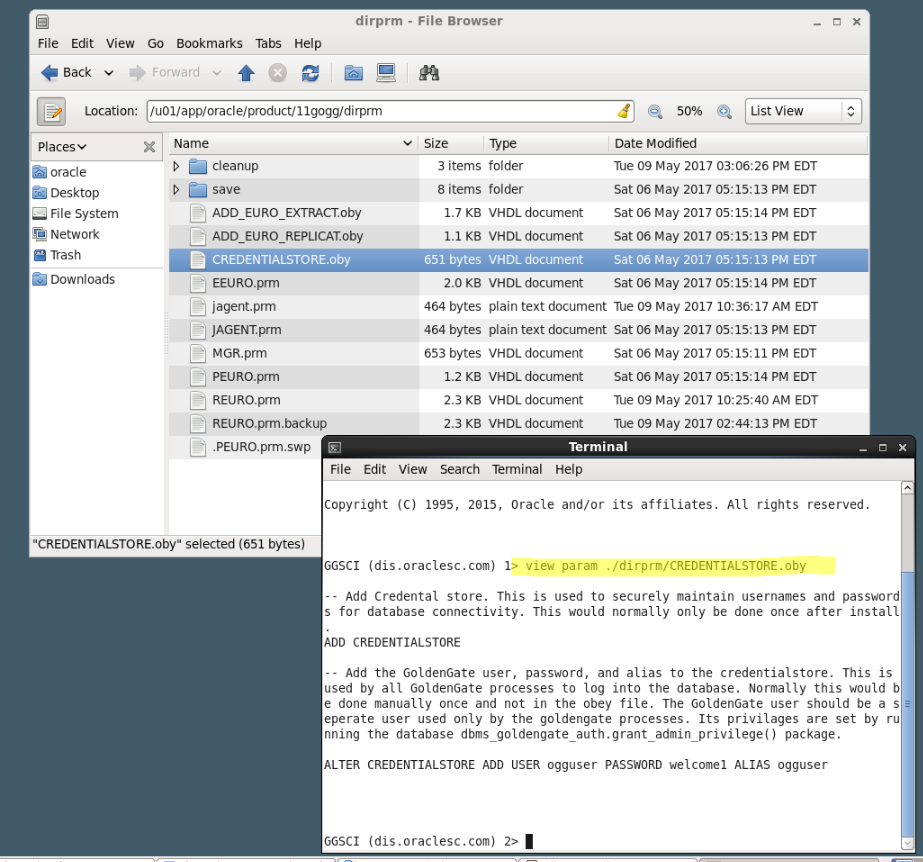 dirprm - File Browser
File Edit View Go Bookmarks Tabs Help
Back Forward
Location: /u01/app/oracle/product/11gogg/dirprm 50% List View
Places Name Size Type Date Modified
oracle
Desktop
File System
Network
Trash
Downloads
cleanup 3 items folder Tue 09 May 2017 03:06:26 PM EDT
save 8 items folder Sat 06 May 2017 05:15:13 PM EDT
ADD_EURO_EXTRACT.oby 1.7 KB VHDL document Sat 06 May 2017 05:15:14 PM EDT
ADD_EURO_REPLICAT.oby 1.1 KB VHDL document Sat 06 May 2017 05:15:13 PM EDT
CREDENTIALSTORE.oby 651 bytes VHDL document Sat 06 May 2017 05:15:13 PM EDT
EEURO.prm 2.0 KB VHDL document Sat 06 May 2017 05:15:14 PM EDT
jagent.prm 464 bytes plain text document Tue 09 May 2017 10:36:17 AM EDT
JAGENT.prm 464 bytes plain text document Sat 06 May 2017 05:15:13 PM EDT
MGR.prm 653 bytes VHDL document Sat 06 May 2017 05:15:11 PM EDT
PEURO.prm 1.2 KB VHDL document Sat 06 May 2017 05:15:14 PM EDT
REURO.prm 2.3 KB VHDL document Tue 09 May 2017 10:25:40 AM EDT
REURO.prm.backup 2.3 KB VHDL document Tue 09 May 2017 02:44:13 PM EDT
.PEURO.prm.swp
"CREDENTIALSTORE.oby" selected (651 bytes)
Terminal
File Edit View Search Terminal Help
Copyright (C) 1995, 2015, Oracle and/or its affiliates. All rights reserved.
GGSCI (dis.oraclesc.com) 1> view param ./dirprm/CREDENTIALSTORE.oby
-- Add Credental store. This is used to securely maintain usernames and password
s for database connectivity. This would normally only be done once after install
.
ADD CREDENTIALSTORE
-- Add the GoldenGate user, password, and alias to the credentialstore. This is
used by all GoldenGate processes to log into the database. Normally this would b
e done manually once and not in the obey file. The GoldenGate user should be a s
eperate user used only by the goldengate processes. Its privilages are set by ru
nning the database dbms_goldengate_auth.grant_admin_privilege() package.
ALTER CREDENTIALSTORE ADD USER ogguser PASSWORD welcome1 ALIAS ogguser
GGSCI (dis.oraclesc.com) 2>